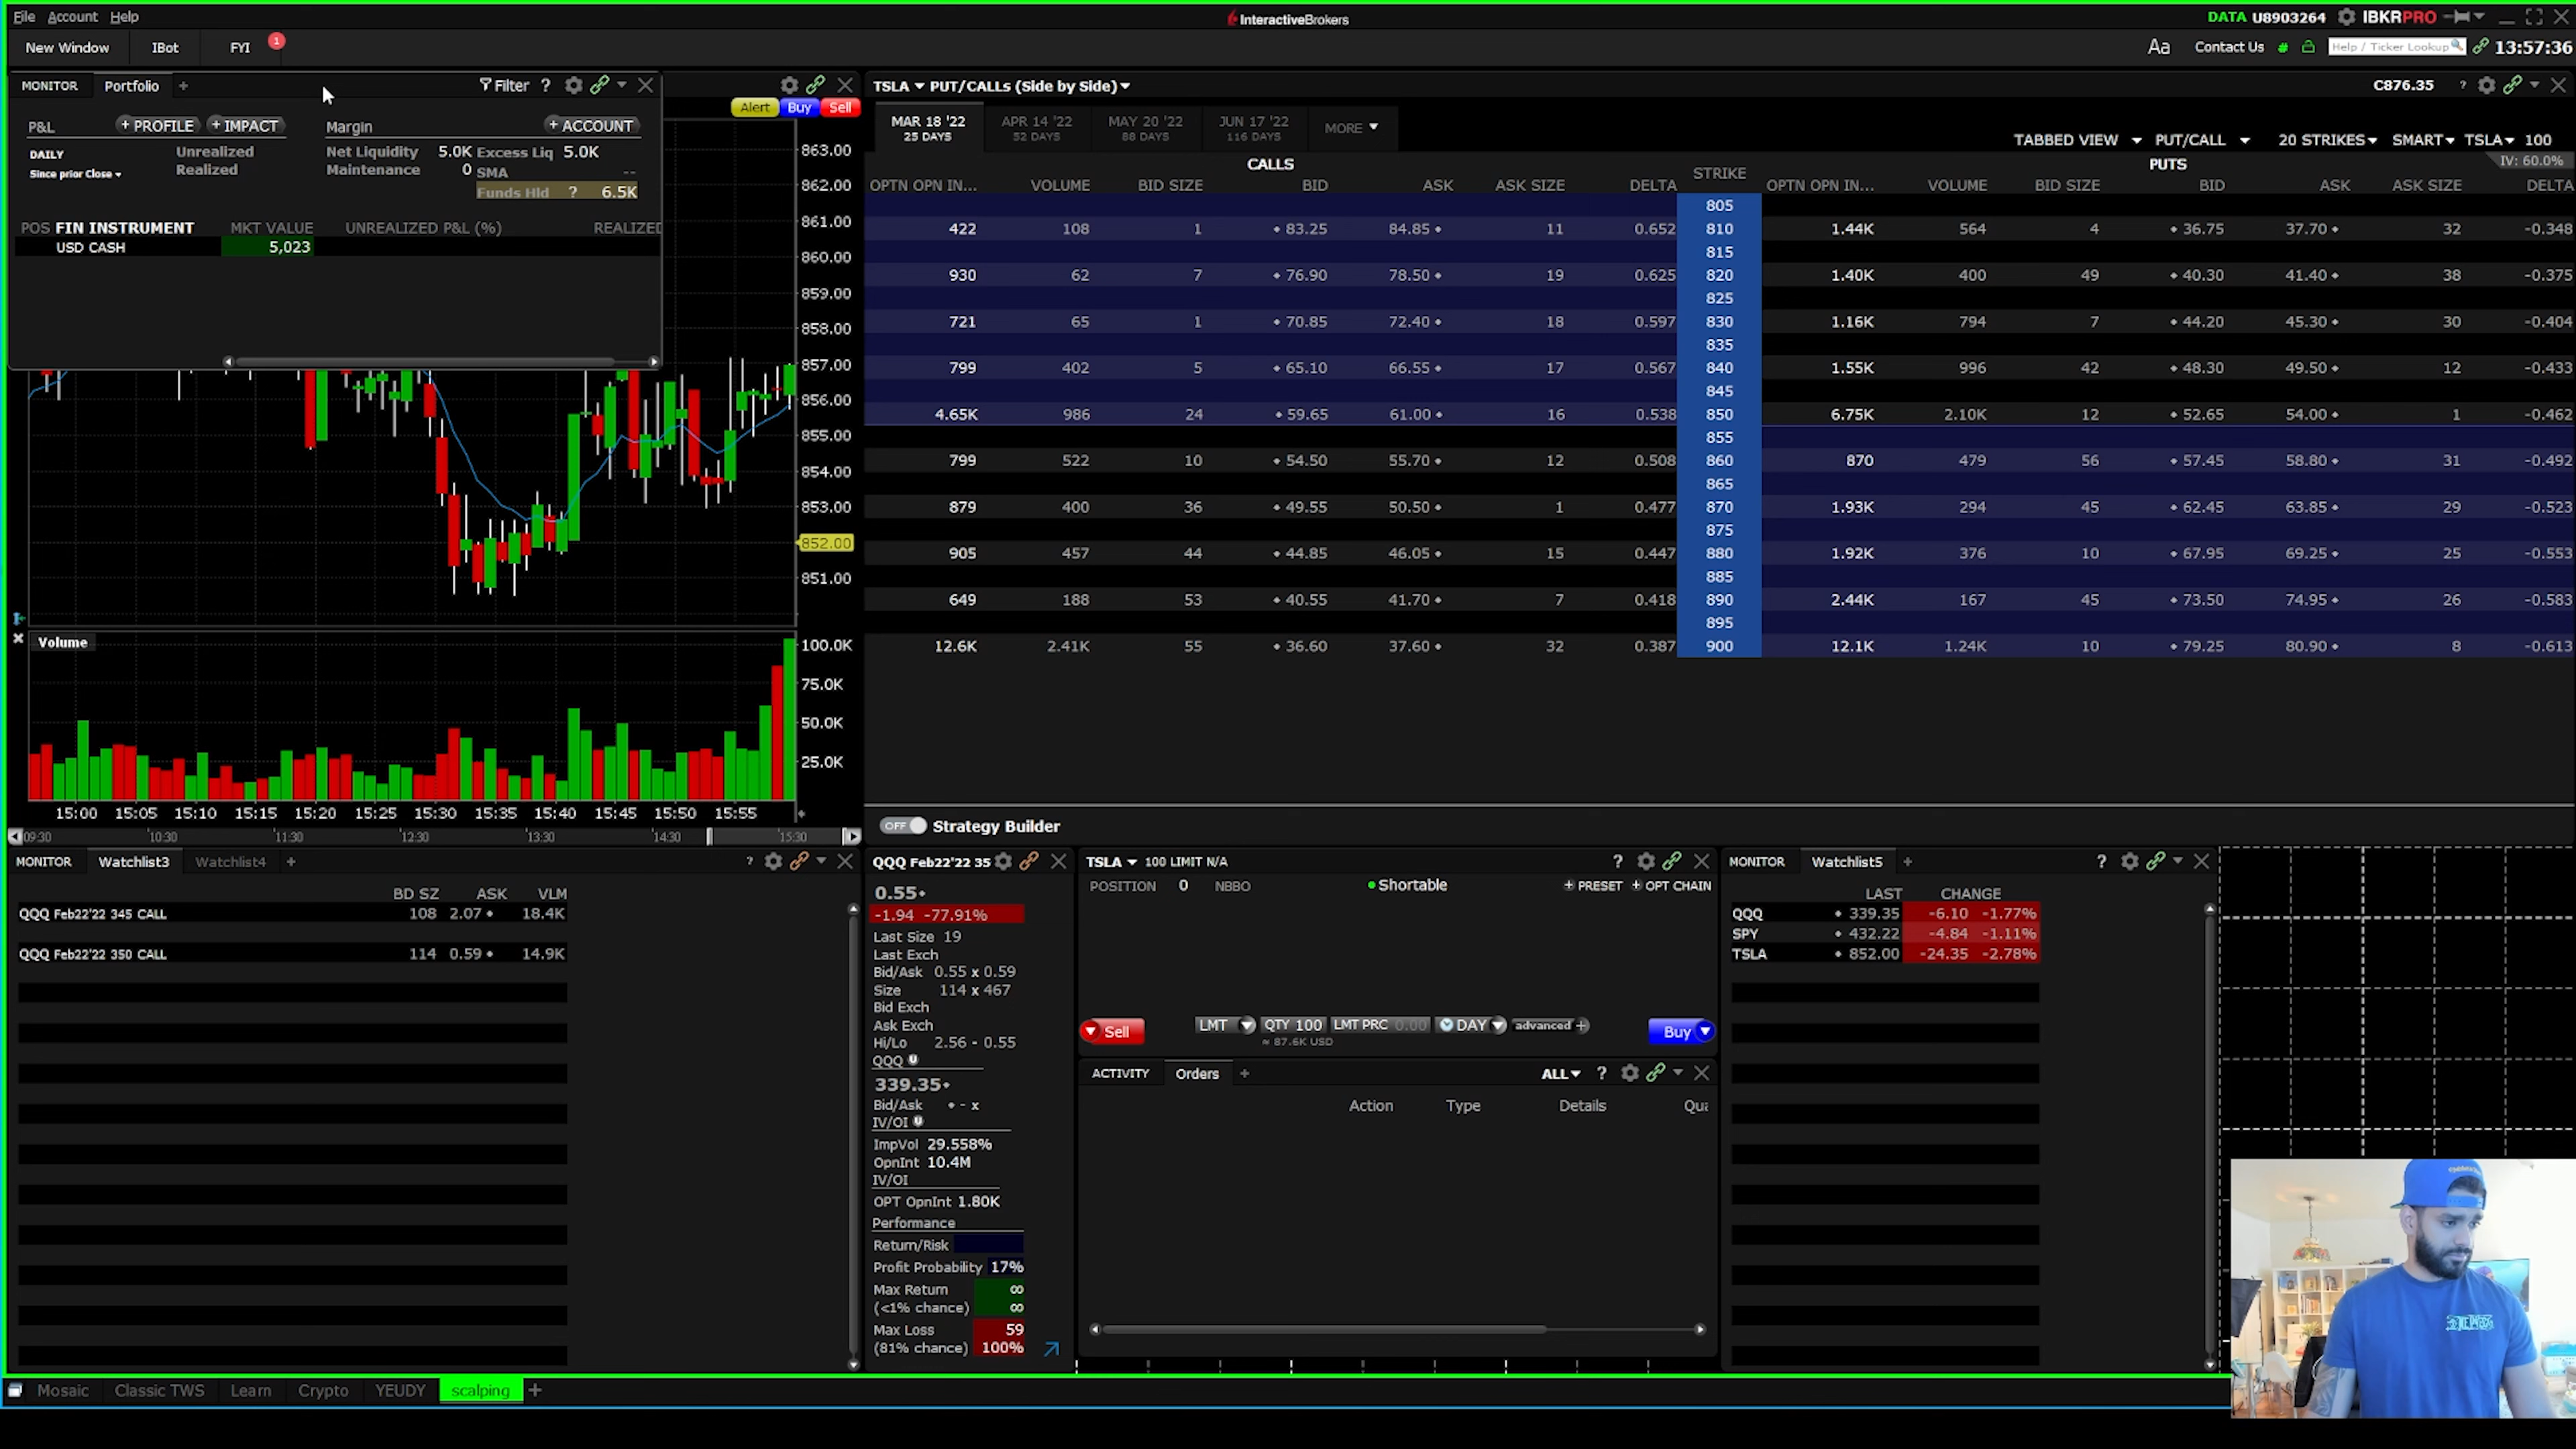 File Account Help
InteractiveBrokers
DATA U8903264 IBKRPRO
New Window IBot FYI 1
Aa Contact Us # Help / Ticker Lookup 13:57:36
MONITOR Portfolio + Filter ?
P&L + PROFILE + IMPACT Margin + ACCOUNT
DAILY Unrealized Net Liquidity 5.0K Excess Liq 5.0K
Since prior Close Realized Maintenance 0 SMA --
Funds Hld ? 6.5K
POS FIN INSTRUMENT MKT VALUE UNREALIZED P&L (%) REALIZED
USD CASH 5,023
Alert Buy Sell
863.00
862.00
861.00
860.00
859.00
858.00
857.00
856.00
855.00
854.00
853.00
852.00
851.00
Volume
100.0K
75.0K
50.0K
25.0K
15:00 15:05 15:10 15:15 15:20 15:25 15:30 15:35 15:40 15:45 15:50 15:55
09:30 10:30 11:30 12:30 13:30 14:30 15:30
TSLA PUT/CALLS (Side by Side) C876.35 ?
MAR 18 '22 APR 14 '22 MAY 20 '22 JUN 17 '22 MORE
25 DAYS 52 DAYS 88 DAYS 116 DAYS
TABBED VIEW PUT/CALL 20 STRIKES SMART TSLA 100
CALLS STRIKE PUTS IV: 60.0%
OPTN OPN IN... VOLUME BID SIZE BID ASK ASK SIZE DELTA OPTN OPN IN... VOLUME BID SIZE BID ASK ASK SIZE DELTA
805
422 108 1 83.25 84.85 11 0.652 810 1.44K 564 4 36.75 37.70 32 -0.348
815
930 62 7 76.90 78.50 19 0.625 820 1.40K 400 49 40.30 41.40 38 -0.375
825
721 65 1 70.85 72.40 18 0.597 830 1.16K 794 7 44.20 45.30 30 -0.404
835
799 402 5 65.10 66.55 17 0.567 840 1.55K 996 42 48.30 49.50 12 -0.433
845
4.65K 986 24 59.65 61.00 16 0.538 850 6.75K 2.10K 12 52.65 54.00 1 -0.462
855
799 522 10 54.50 55.70 12 0.508 860 870 479 56 57.45 58.80 31 -0.492
865
879 400 36 49.55 50.50 1 0.477 870 1.93K 294 45 62.45 63.85 29 -0.523
875
905 457 44 44.85 46.05 15 0.447 880 1.92K 376 10 67.95 69.25 25 -0.553
885
649 188 53 40.55 41.70 7 0.418 890 2.44K 167 45 73.50 74.95 26 -0.583
895
12.6K 2.41K 55 36.60 37.60 32 0.387 900 12.1K 1.24K 10 79.25 80.90 8 -0.613
OFF Strategy Builder
MONITOR Watchlist3 Watchlist4 + ?
BD SZ ASK VLM
QQQ Feb22'22 345 CALL 108 2.07 18.4K
QQQ Feb22'22 350 CALL 114 0.59 14.9K
QQQ Feb22'22 35
0.55
-1.94 -77.91%
Last Size 19
Last Exch
Bid/Ask 0.55 x 0.59
Size 114 x 467
Bid Exch
Ask Exch
Hi/Lo 2.56 - 0.55
QQQ
339.35
Bid/Ask - x
IV/OI
ImpVol 29.558%
OpnInt 10.4M
IV/OI
OPT OpnInt 1.80K
Performance
Return/Risk
Profit Probability 17%
Max Return ∞
(<1% chance) ∞
Max Loss 59
(81% chance) 100%
TSLA 100 LIMIT N/A ?
POSITION 0 NBBO Shortable + PRESET + OPT CHAIN
Sell LMT QTY 100 LMT PRC 0.00 DAY advanced + Buy
≈ 87.6K USD
ACTIVITY Orders + ALL ?
Action Type Details Qua
MONITOR Watchlist5 + ?
LAST CHANGE
QQQ 339.35 -6.10 -1.77%
SPY 432.22 -4.84 -1.11%
TSLA 852.00 -24.35 -2.78%
Mosaic Classic TWS Learn Crypto YEUDY scalping +